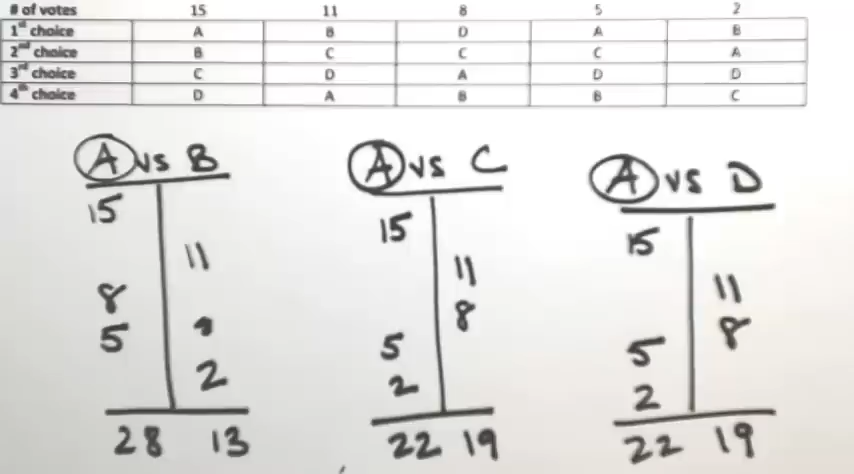 # of votes 15 11 8 5 2
1st choice A B D A B
2nd choice B C C C A
3rd choice C D A D D
4th choice D A B B C
A vs B
15
11
8
5
2
28 13
A vs C
15
11
8
5
2
22 19
A vs D
15
11
8
5
2
22 19